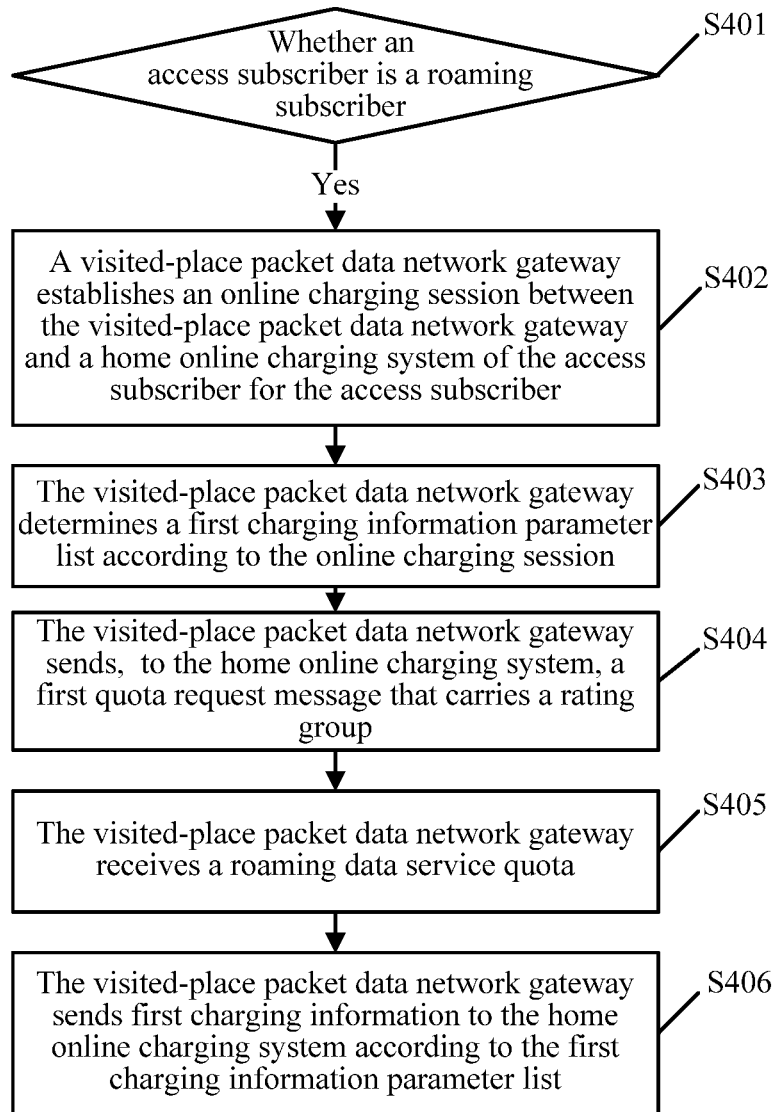 Whether an
access subscriber is a roaming
subscriber
S401
Yes
A visited-place packet data network gateway
establishes an online charging session between
the visited-place packet data network gateway
and a home online charging system of the access
subscriber for the access subscriber
S402
The visited-place packet data network gateway
determines a first charging information parameter
list according to the online charging session
S403
The visited-place packet data network gateway
sends, to the home online charging system, a
first quota request message that carries a rating
group
S404
The visited-place packet data network gateway
receives a roaming data service quota
S405
The visited-place packet data network gateway
sends first charging information to the home
online charging system according to the first
charging information parameter list
S406